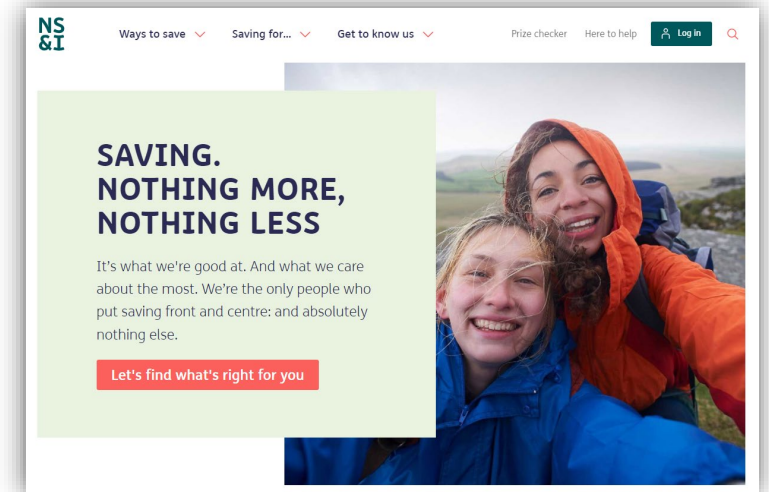 NS
&I
Ways to save
Saving for...
Get to know us
Prize checker
Here to help
Log in
SAVING.
NOTHING MORE,
NOTHING LESS
It's what we're good at. And what we care
about the most. We're the only people who
put saving front and centre: and absolutely
nothing else.
Let's find what's right for you